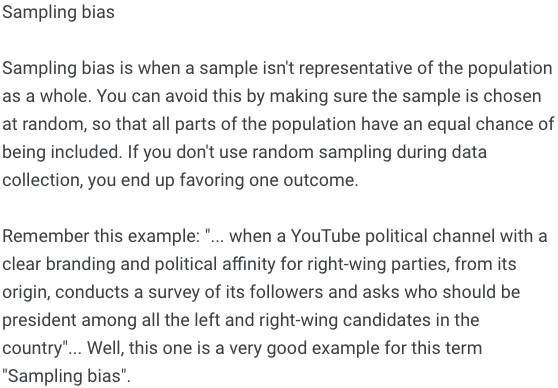 Sampling bias
Sampling bias is when a sample isn't representative of the population
as a whole. You can avoid this by making sure the sample is chosen
at random, so that all parts of the population have an equal chance of
being included. If you don't use random sampling during data
collection, you end up favoring one outcome.
Remember this example: "... when a YouTube political channel with a
clear branding and political affinity for right-wing parties, from its
origin, conducts a survey of its followers and asks who should be
president among all the left and right-wing candidates in the
country"... Well, this one is a very good example for this term
"Sampling bias".